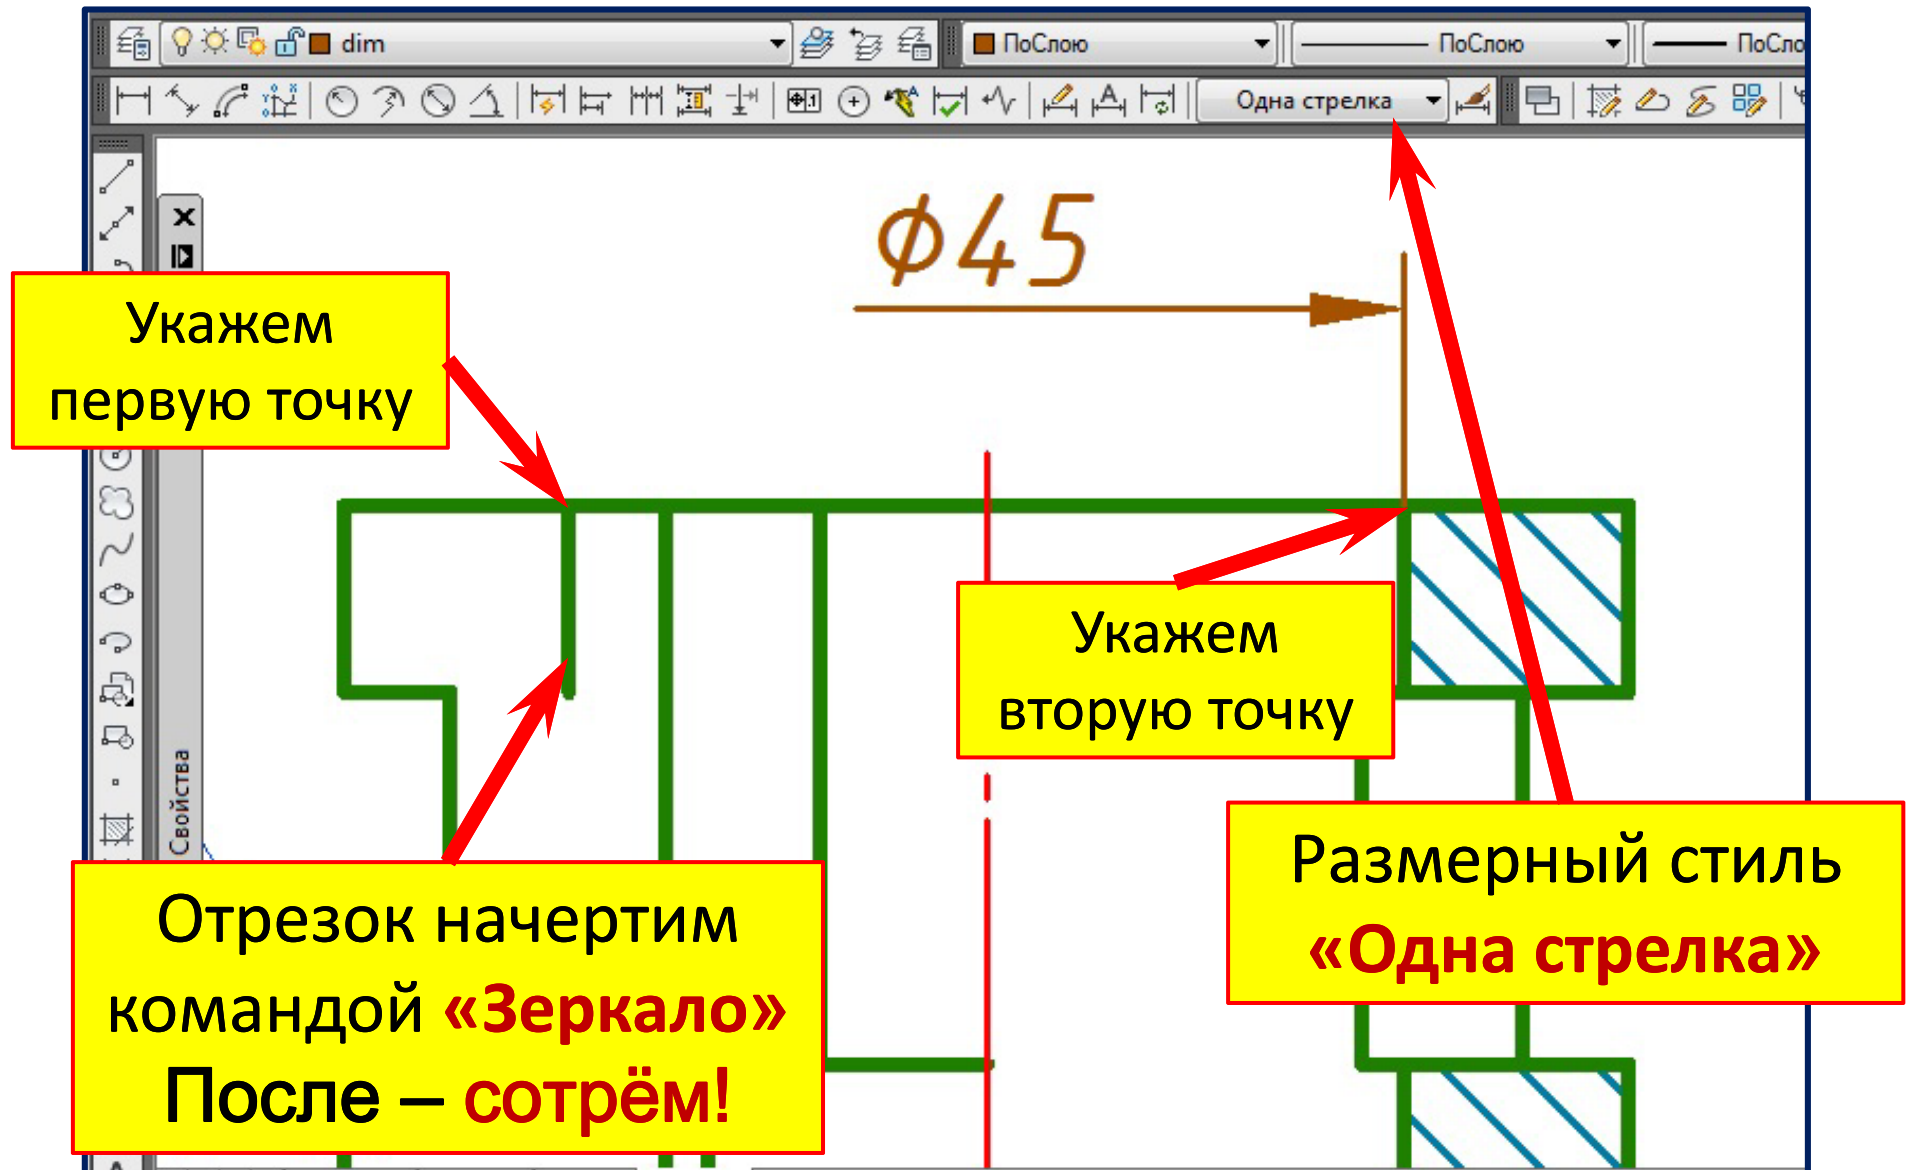 dim
ПоСлою
ПоСлою
ПоСло
Одна стрелка
Ф45
Укажем
первую точку
Укажем
вторую точку
Свойства
Размерный стиль
«Одна стрелка»
Отрезок начертим
командой «Зеркало»
После – сотрём!